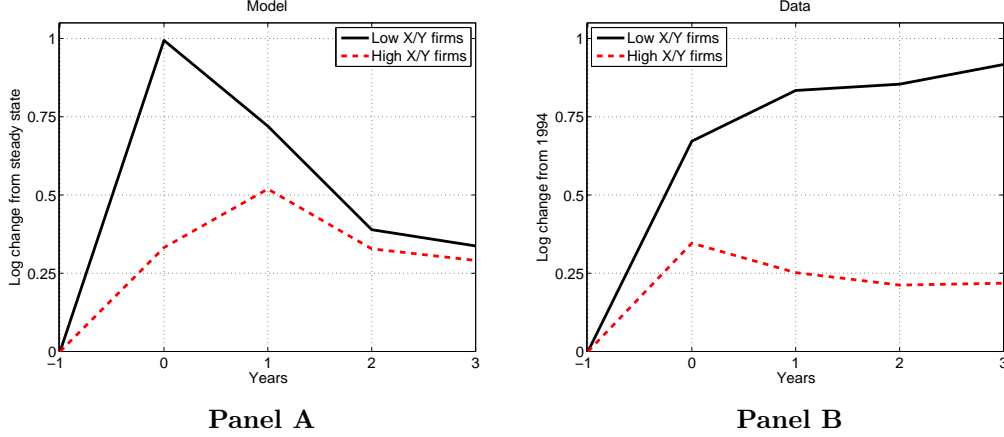 Model
Log change from steady state
1
0.75
0.5
0.25
0
−1
0
1
2
3
Years
Low X/Y firms
High X/Y firms
Panel A
Data
Log change from 1994
1
0.75
0.5
0.25
0
−1
0
1
2
3
Years
Low X/Y firms
High X/Y firms
Panel B